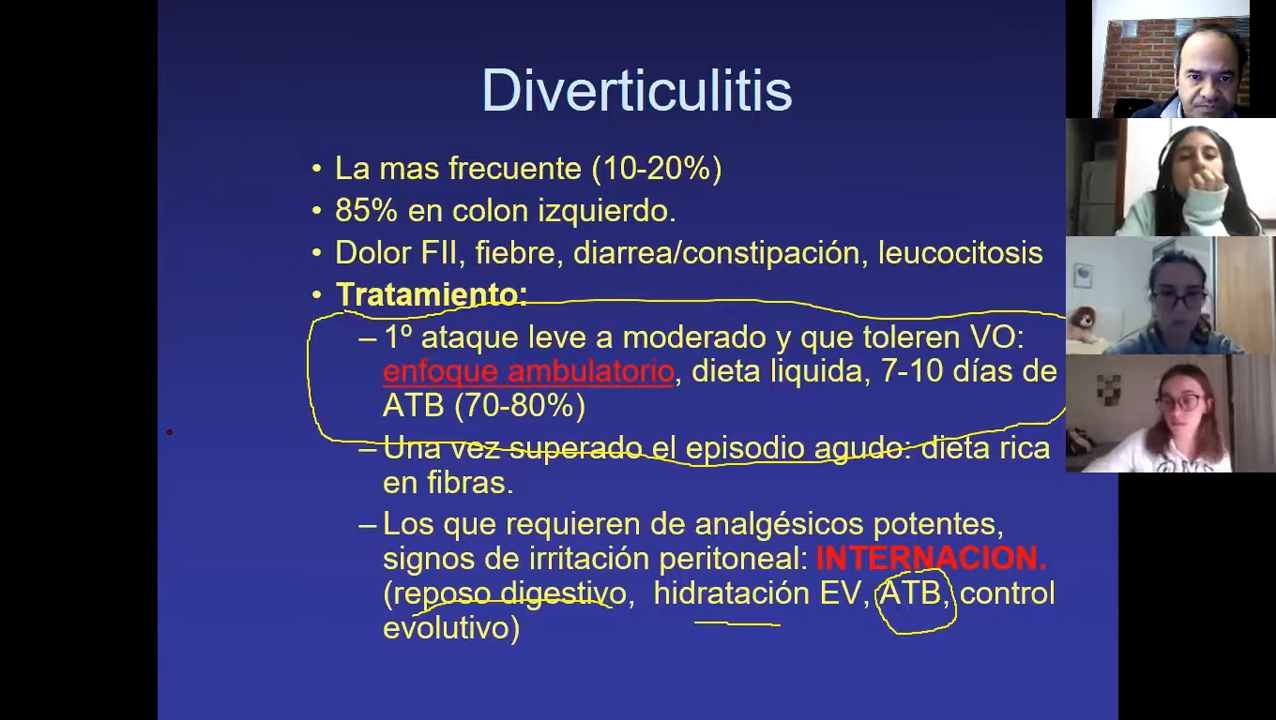 Diverticulitis
• La mas frecuente (10-20%)
• 85% en colon izquierdo.
• Dolor FII, fiebre, diarrea/constipación, leucocitosis
• Tratamiento:
– 1º ataque leve a moderado y que toleren VO:
enfoque ambulatorio, dieta liquida, 7-10 días de
ATB (70-80%)
– Una vez superado el episodio agudo: dieta rica
en fibras.
– Los que requieren de analgésicos potentes,
signos de irritación peritoneal: INTERNACION.
(reposo digestivo, hidratación EV, ATB, control
evolutivo)